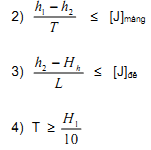 2) (h₁ − h₂)/T ≤ [J]màng
3) (h₂ − Hₕ)/L ≤ [J]đê
4) T ≥ H₁/10